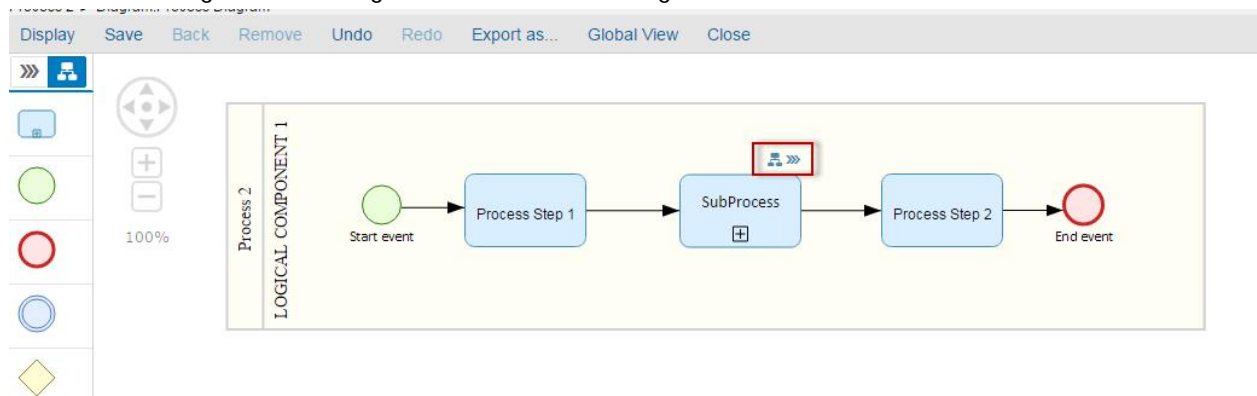 Display Save Back Remove Undo Redo Export as... Global View Close
100%
Process 2
LOGICAL COMPONENT 1
Start event
Process Step 1
SubProcess
Process Step 2
End event